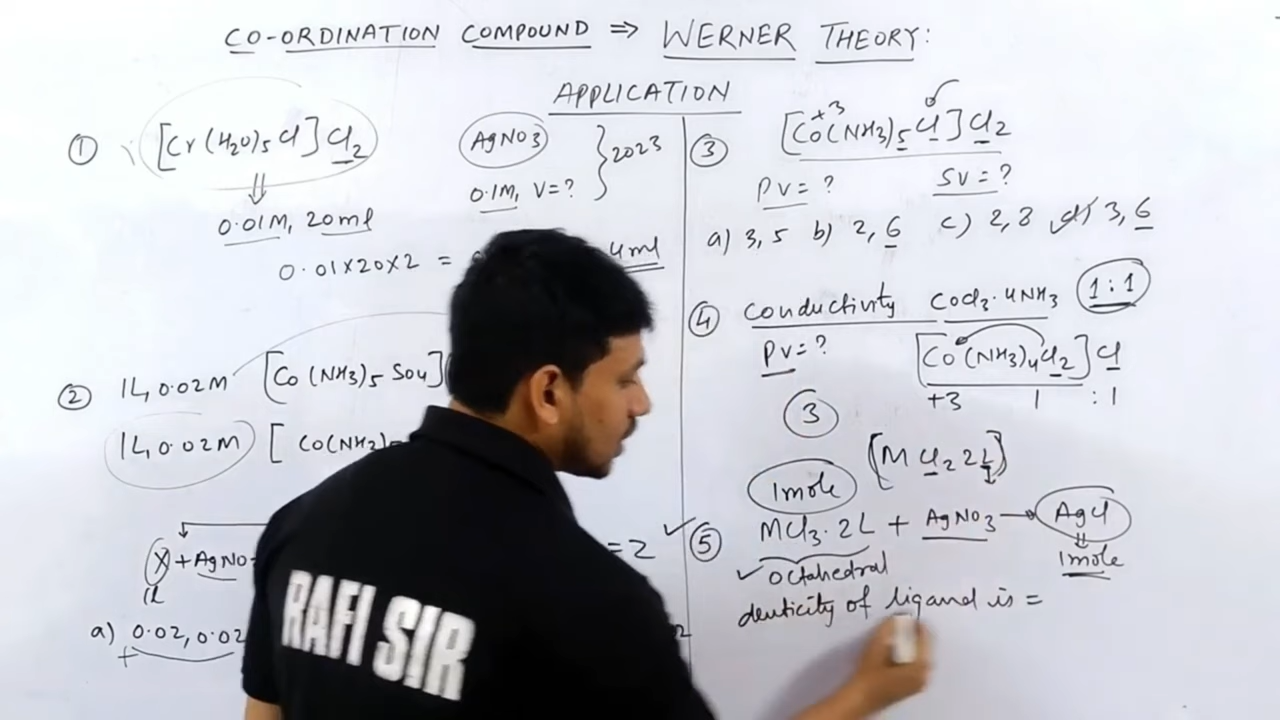 CO-ORDINATION COMPOUND ⇒ WERNER THEORY:
APPLICATION
① [Cr(H2O)5Cl]Cl2
⇓
0.01M, 20ml
AgNO3
0.1M, V=?
} 2023
0.01×20×2 =
4ml
② 1L, 0.02M [Co(NH3)5SO4]
1L, 0.02M [Co(NH3)
X + AgNO
1L
= 2
a) 0.02, 0.02
③ [Co(NH3)5Cl]Cl2
+3
PV=? SV=?
a) 3,5 b) 2,6 c) 2,3 d) 3,6
④ Conductivity CoCl3·4NH3 1:1
PV=? [Co(NH3)4Cl2]Cl
+3 1 : 1
3
[MCl22L]
1mole
⑤ MCl3·2L + AgNO3 → AgCl
⇓
1mole
✓ Octahedral
denticity of ligand is =
RAFI SIR